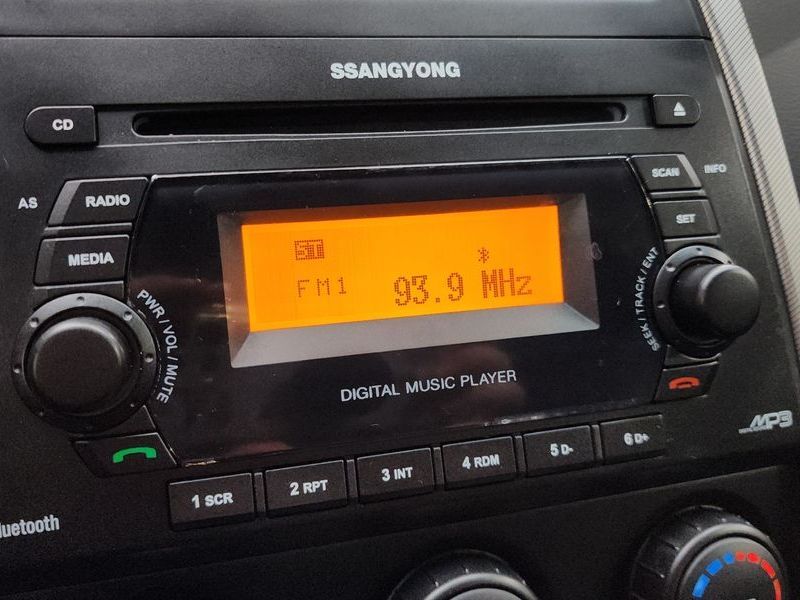 SSANGYONG
CD
AS
RADIO
SCAN
INFO
MEDIA
SET
ST
FM1 93.9 MHz
PWR / VOL / MUTE
SEEK / TRACK / ENT
DIGITAL MUSIC PLAYER
MP3
1 SCR
2 RPT
3 INT
4 RDM
5 D-
6 D+
luetooth